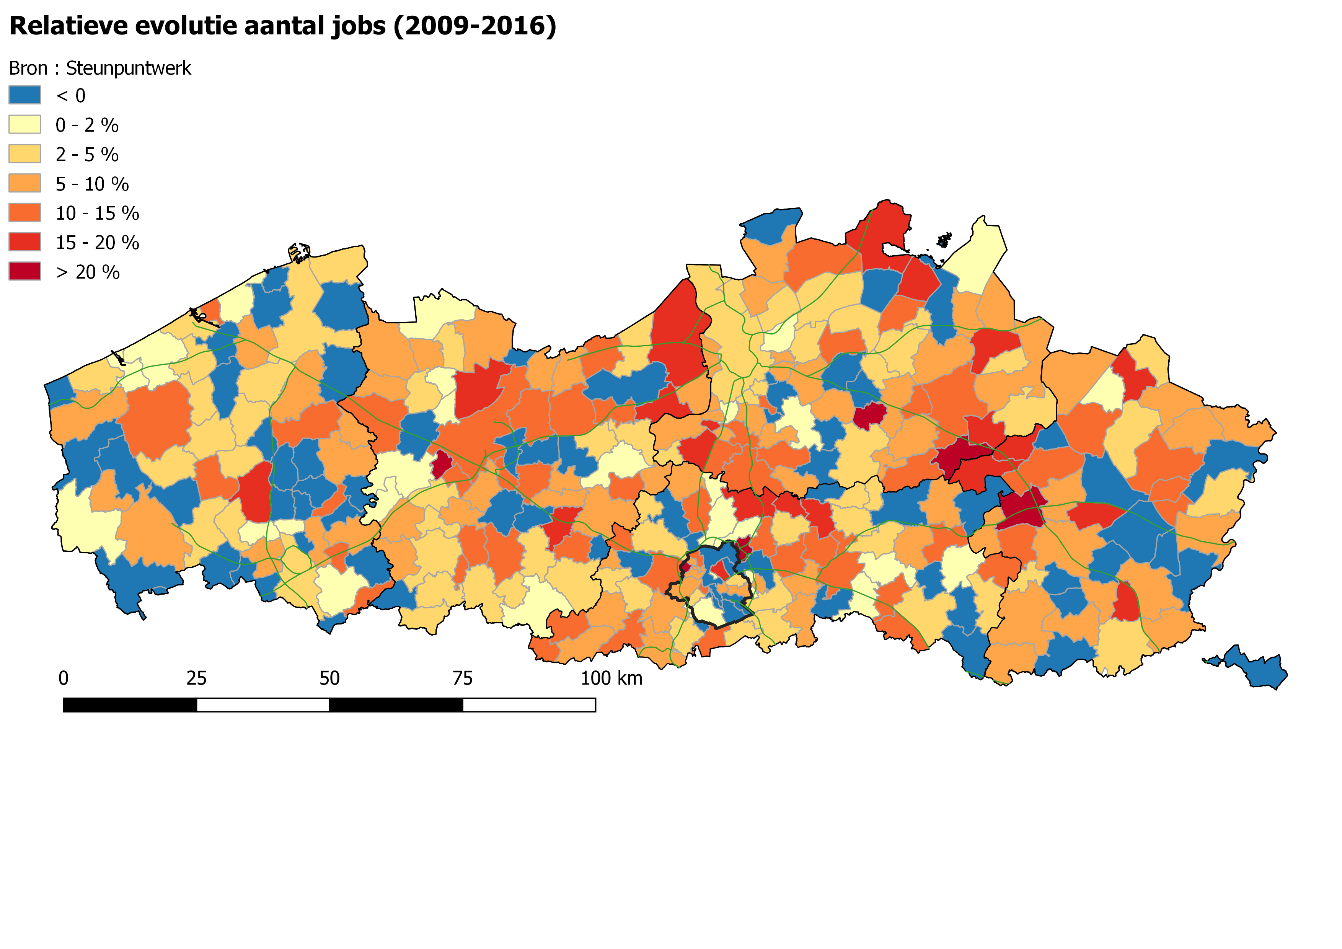 Relatieve evolutie aantal jobs (2009-2016)
Bron : Steunpuntwerk
< 0
0 - 2 %
2 - 5 %
5 - 10 %
10 - 15 %
15 - 20 %
> 20 %
0 25 50 75 100 km